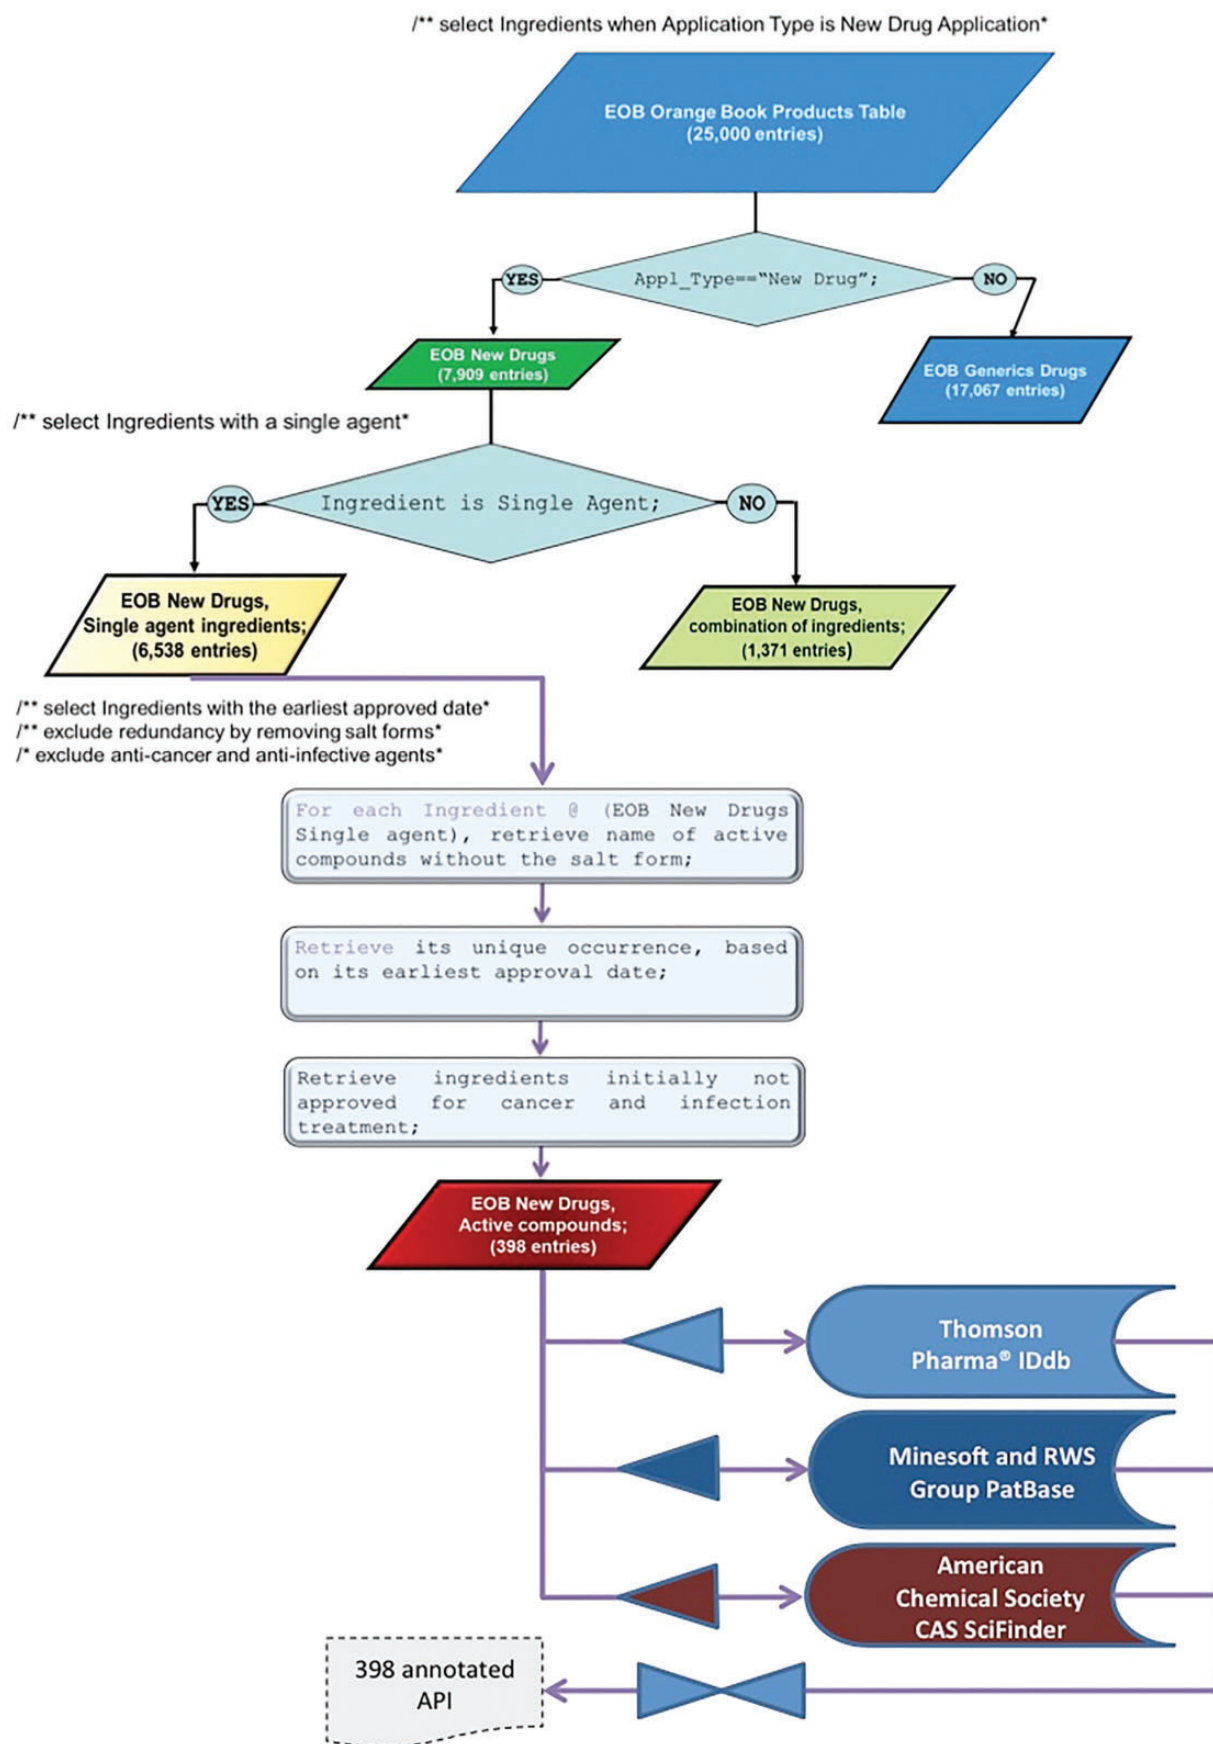 /** select Ingredients when Application Type is New Drug Application*
EOB Orange Book Products Table
(25,000 entries)
YES
Appl_Type==“New Drug”;
NO
EOB New Drugs
(7,909 entries)
EOB Generics Drugs
(17,067 entries)
/** select Ingredients with a single agent*
YES
Ingredient is Single Agent;
NO
EOB New Drugs,
Single agent ingredients;
(6,538 entries)
EOB New Drugs,
combination of ingredients;
(1,371 entries)
/** select Ingredients with the earliest approved date*
/** exclude redundancy by removing salt forms*
/* exclude anti-cancer and anti-infective agents*
For each Ingredient @ (EOB New Drugs
Single agent), retrieve name of active
compounds without the salt form;
Retrieve its unique occurrence, based
on its earliest approval date;
Retrieve ingredients initially not
approved for cancer and infection
treatment;
EOB New Drugs,
Active compounds;
(398 entries)
Thomson
Pharma® IDdb
Minesoft and RWS
Group PatBase
American
Chemical Society
CAS SciFinder
398 annotated
API